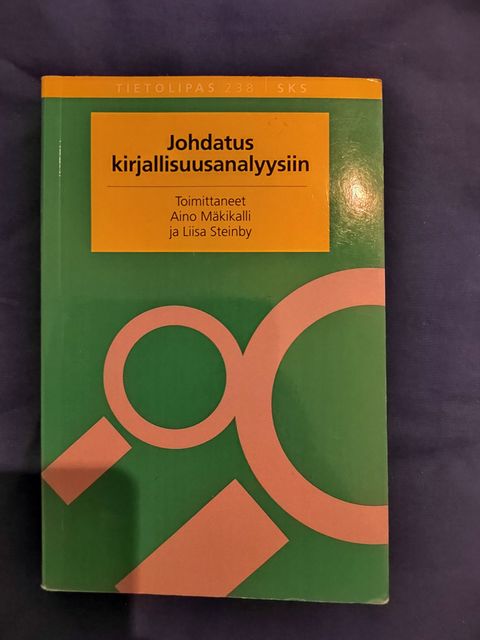 TIETOLIPAS 238 | SKS
Johdatus
kirjallisuusanalyysiin
Toimittaneet
Aino Mäkikalli
ja Liisa Steinby